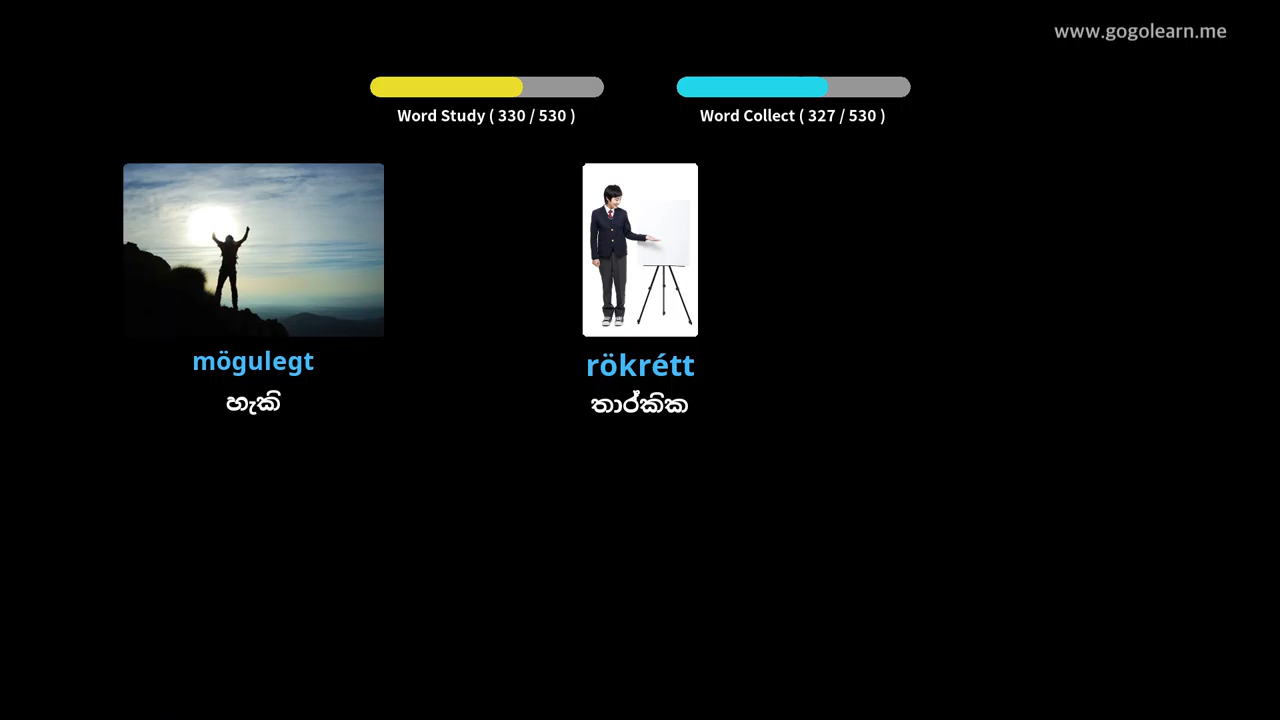 www.gogolearn.me
Word Study ( 330 / 530 )
Word Collect ( 327 / 530 )
mögulegt
හැකි
rökrétt
තාර්කික